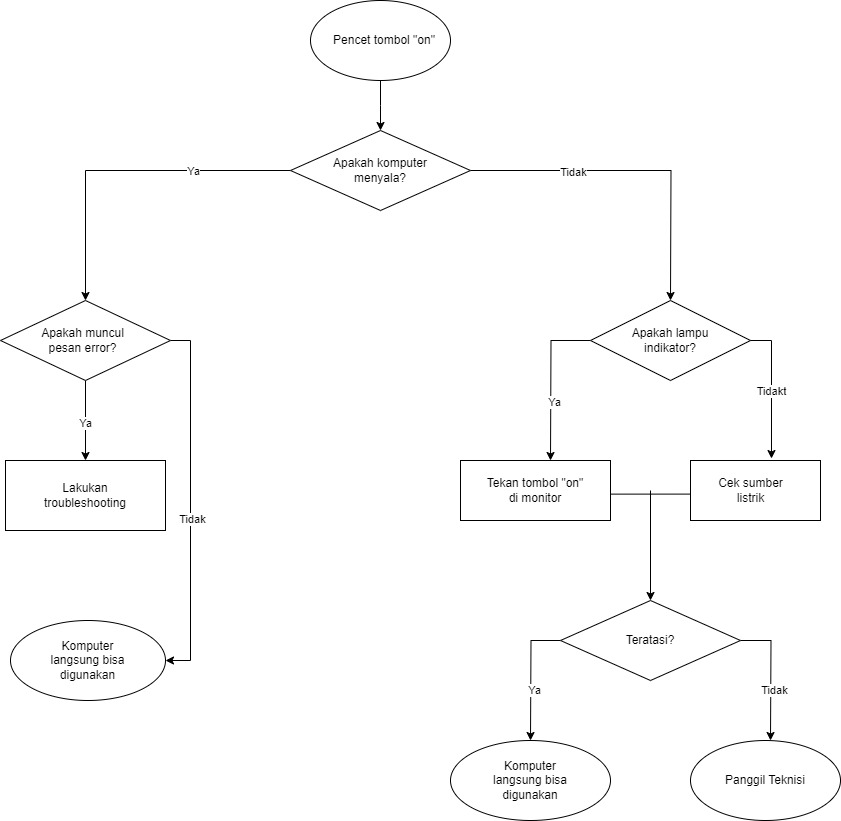 Pencet tombol "on"
Apakah komputer
menyala?
Ya
Tidak
Apakah muncul
pesan error?
Apakah lampu
indikator?
Ya
Tidakt
Ya
Lakukan
troubleshooting
Tekan tombol "on"
di monitor
Cek sumber
listrik
Tidak
Komputer
langsung bisa
digunakan
Teratasi?
Ya
Tidak
Komputer
langsung bisa
digunakan
Panggil Teknisi